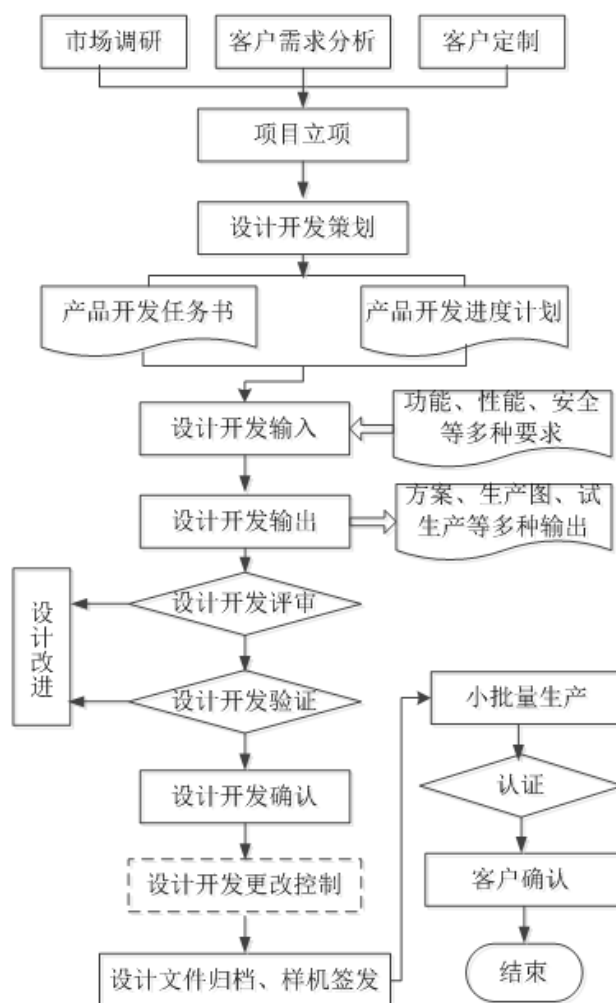 市场调研
客户需求分析
客户定制
项目立项
设计开发策划
产品开发任务书
产品开发进度计划
设计开发输入
功能、性能、安全
等多种要求
设计开发输出
方案、生产图、试
生产等多种输出
设计开发评审
设计改进
设计开发验证
设计开发确认
设计开发更改控制
设计文件归档、样机签发
小批量生产
认证
客户确认
结束